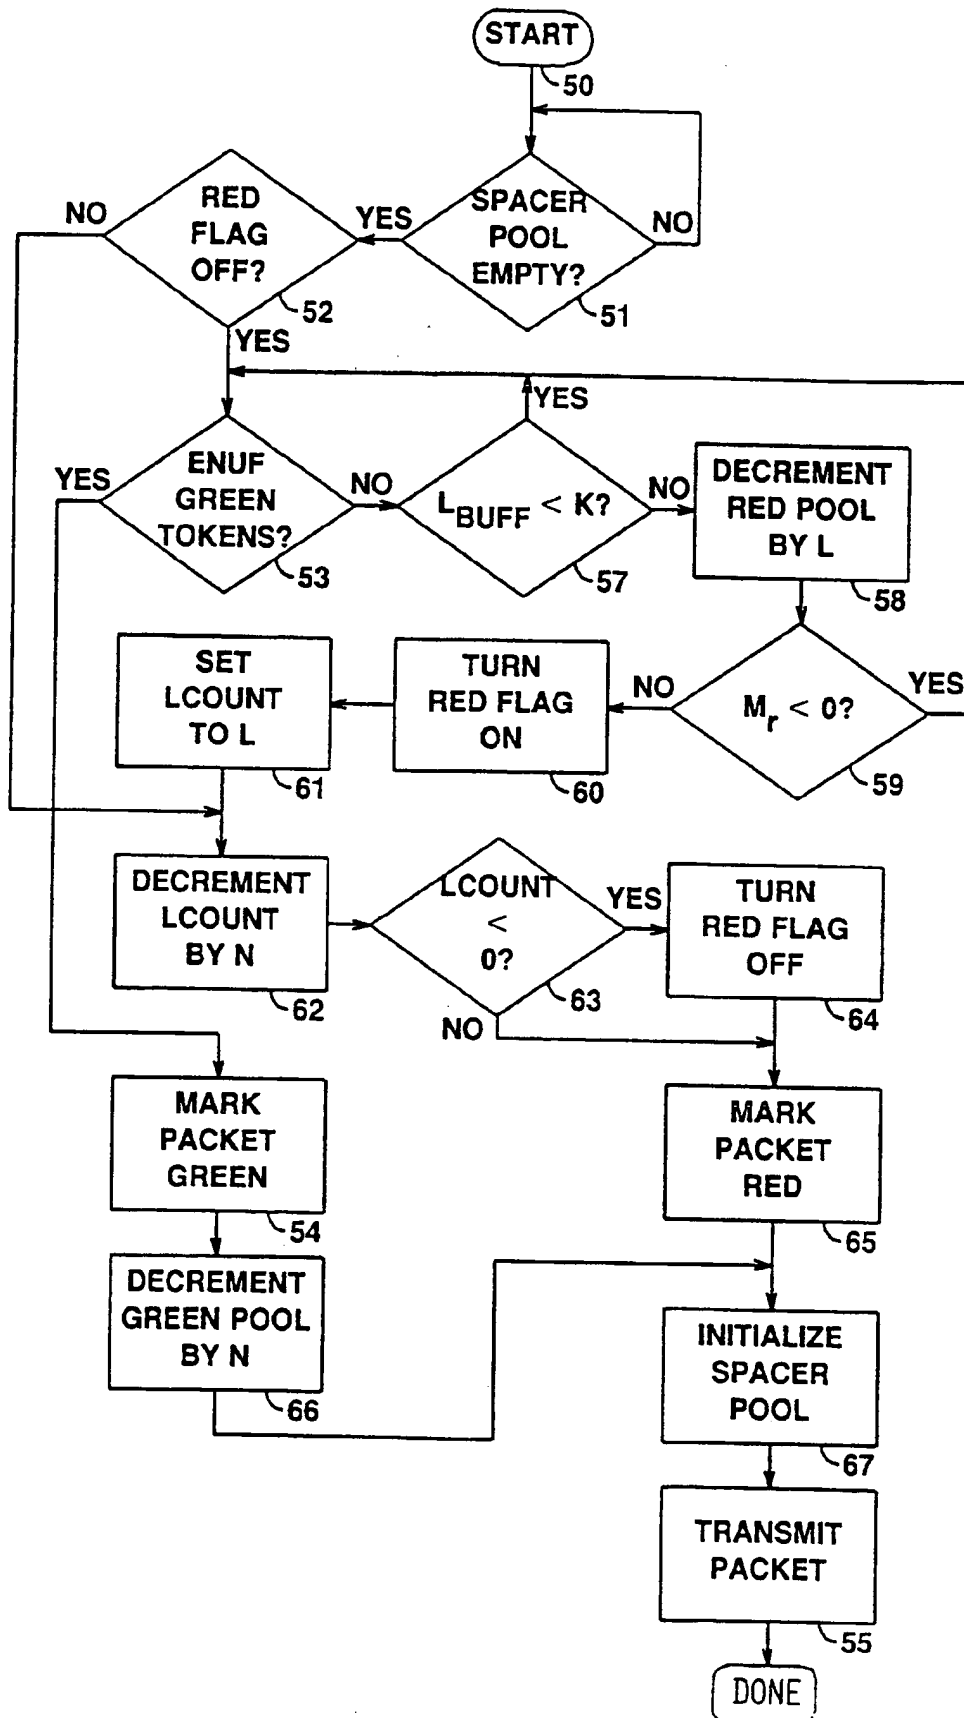 START
50
SPACER
POOL
EMPTY?
51
YES
NO
RED
FLAG
OFF?
52
NO
YES
ENUF
GREEN
TOKENS?
53
YES
NO
LBUFF < K?
57
YES
NO
DECREMENT
RED POOL
BY L
58
Mr < 0?
59
YES
NO
TURN
RED FLAG
ON
60
SET
LCOUNT
TO L
61
DECREMENT
LCOUNT
BY N
62
LCOUNT
<
0?
63
YES
NO
TURN
RED FLAG
OFF
64
MARK
PACKET
GREEN
54
MARK
PACKET
RED
65
DECREMENT
GREEN POOL
BY N
66
INITIALIZE
SPACER
POOL
67
TRANSMIT
PACKET
55
DONE